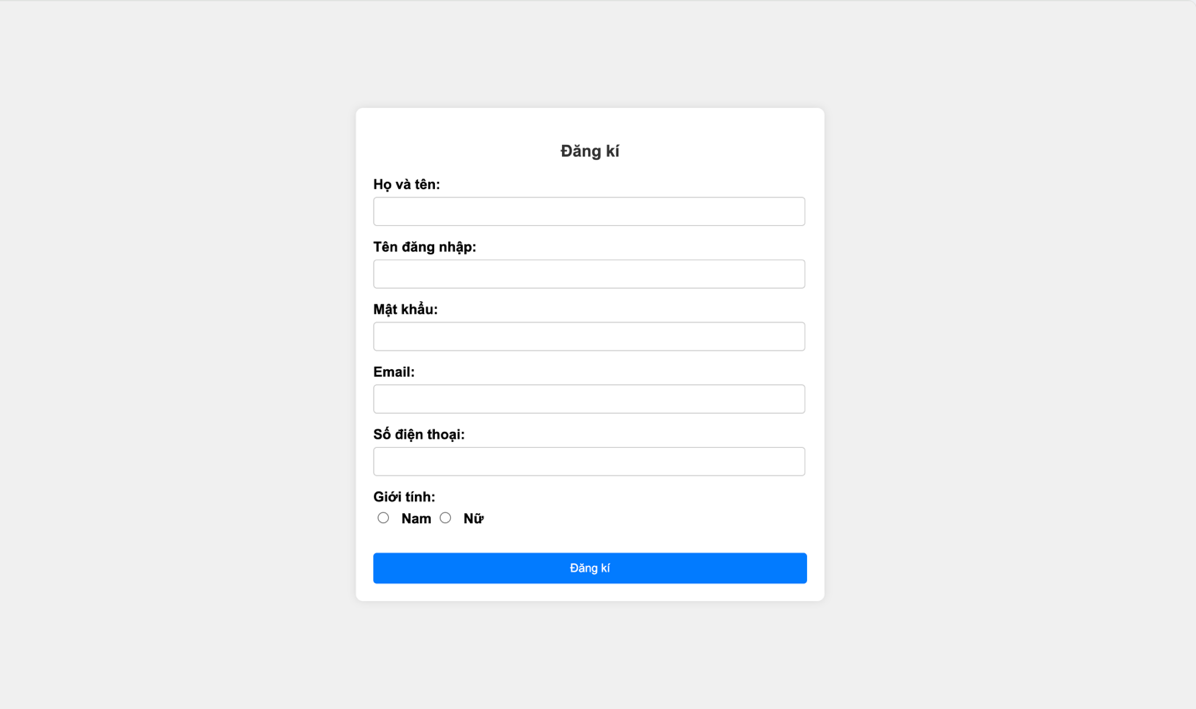 Đăng kí
Họ và tên:
Tên đăng nhập:
Mật khẩu:
Email:
Số điện thoại:
Giới tính:
Nam Nữ
Đăng kí